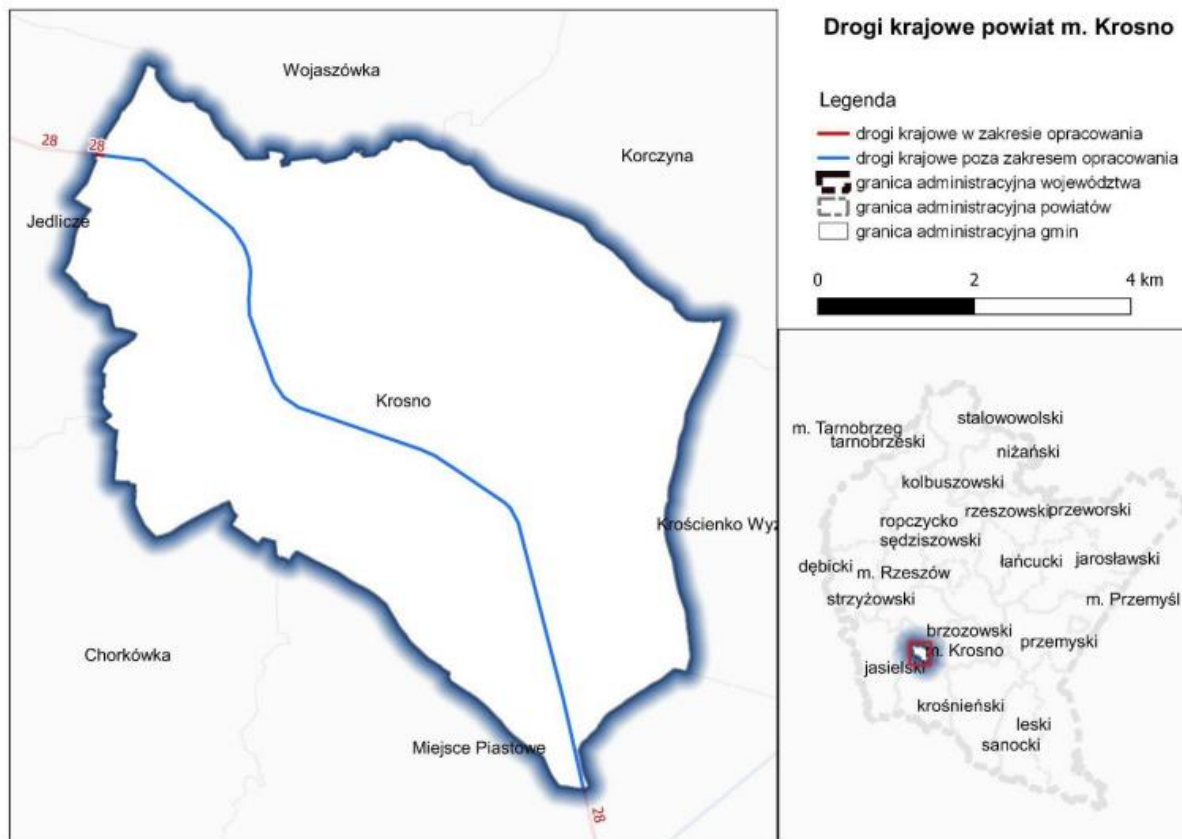 Drogi krajowe powiat m. Krosno
Legenda
drogi krajowe w zakresie opracowania
drogi krajowe poza zakresem opracowania
granica administracyjna województwa
granica administracyjna powiatów
granica administracyjna gmin
0 2 4 km
Wojaszówka
28 28
Korczyna
Jedlicze
Krosno
Krościenko Wyż
Chorkówka
Miejsce Piastowe
28
stalowowolski
m. Tarnobrzeg
tarnobrzeski
niżański
kolbuszowski
rzeszowski przeworski
ropczycko
sędziszowski
dębicki
m. Rzeszów
łańcucki
jarosławski
strzyżowski
m. Przemyśl
brzozowski
przemyski
m. Krosno
jasielski
krośnieński
leski
sanocki